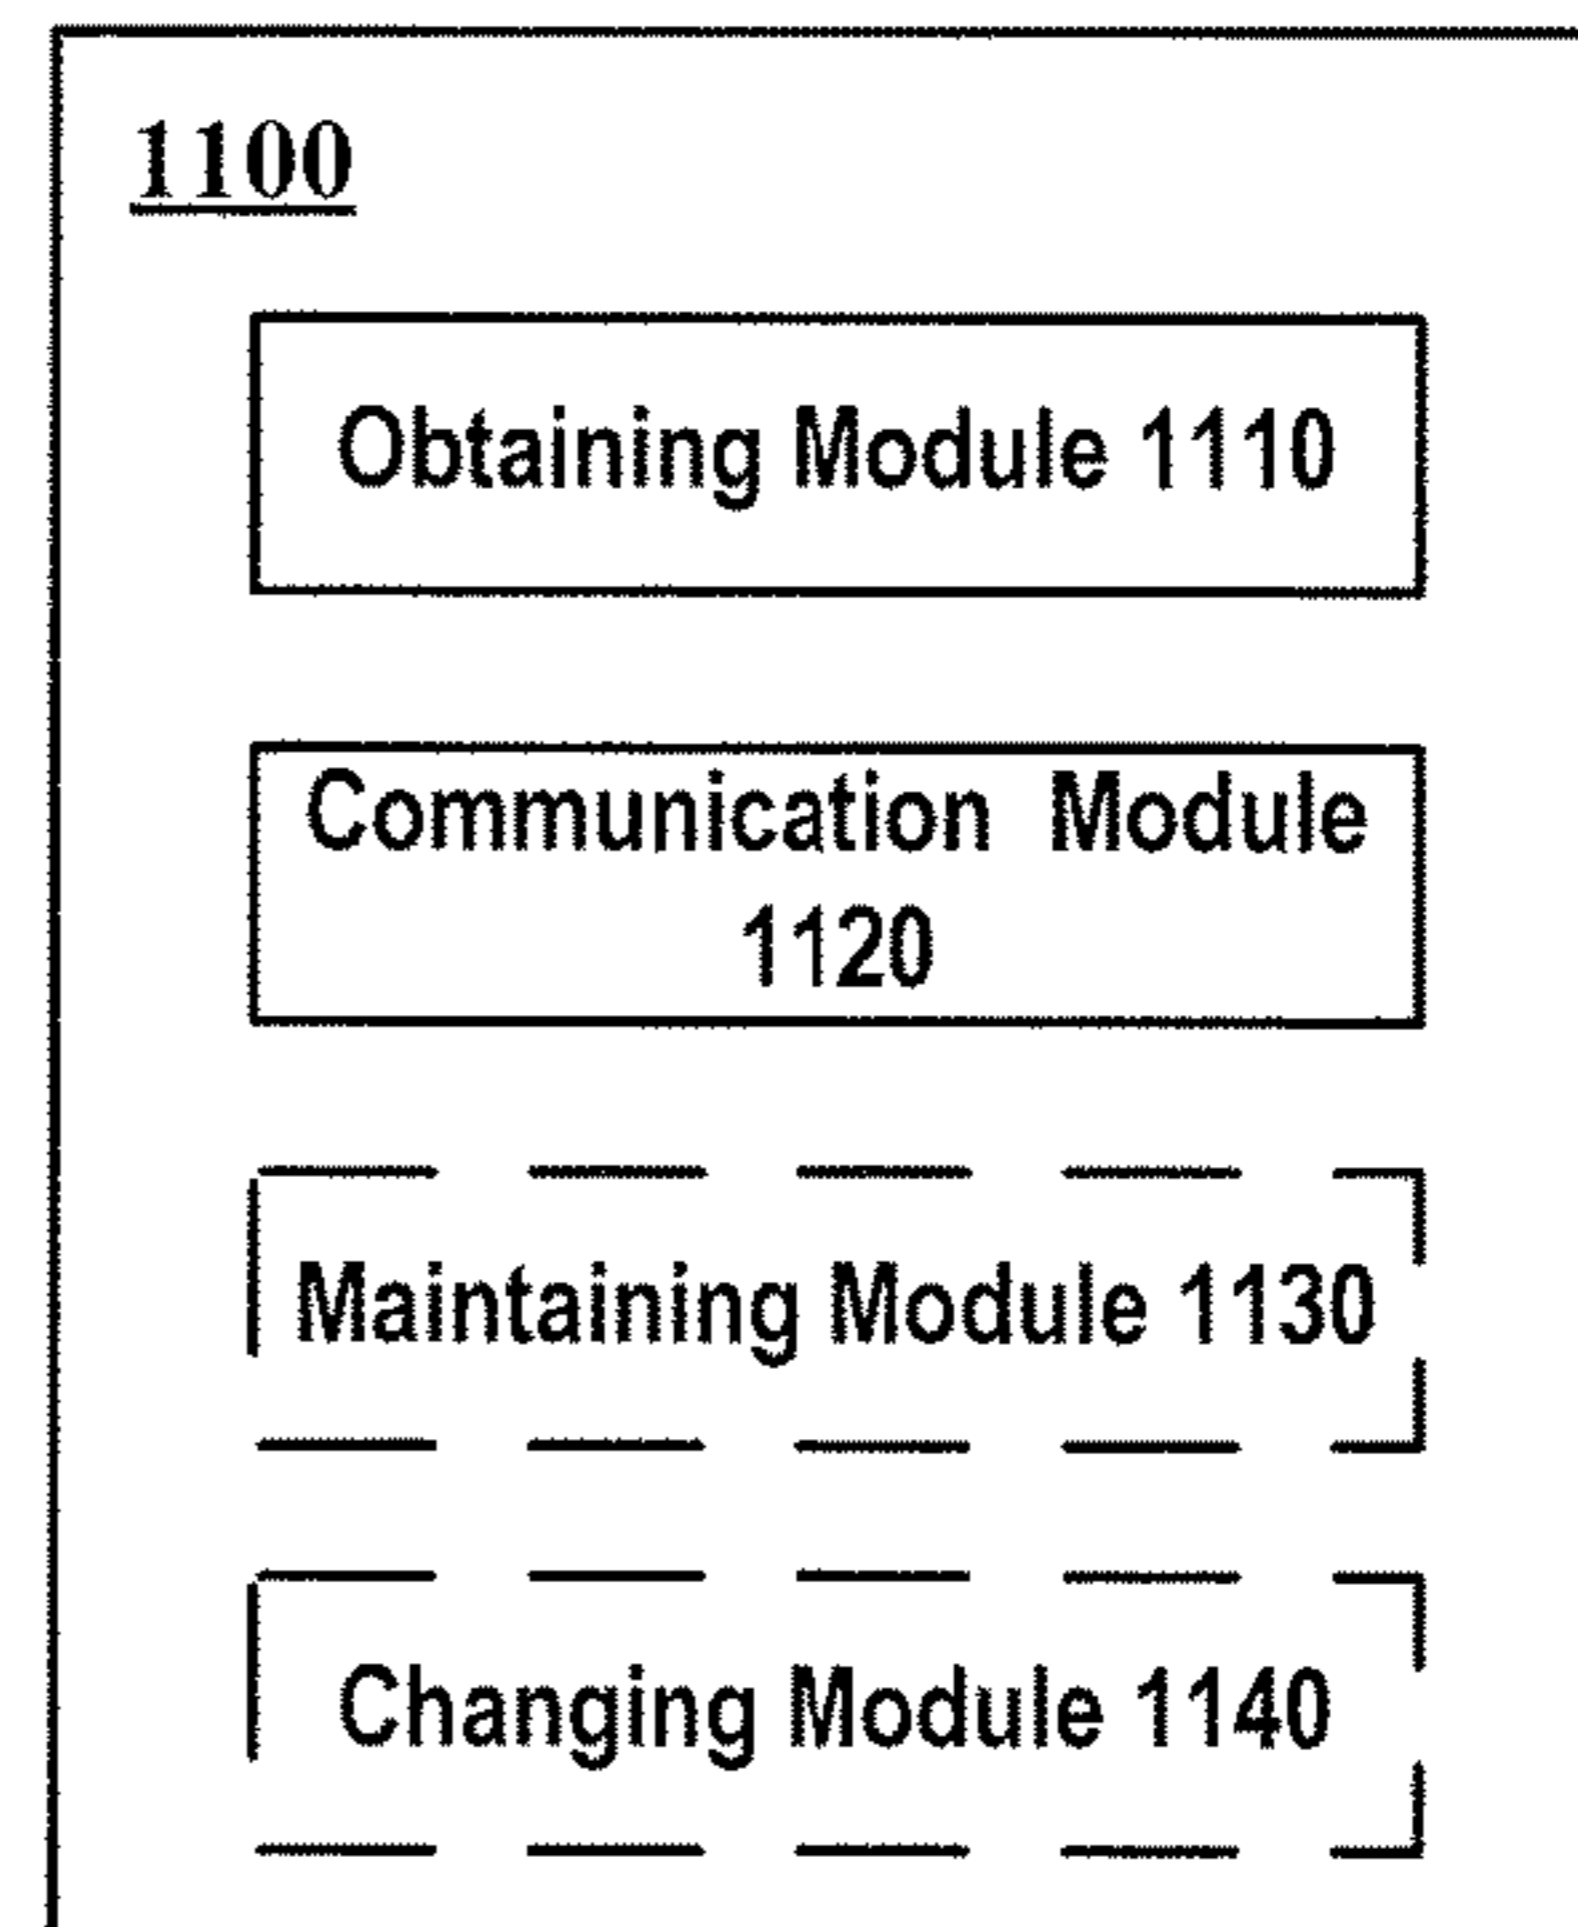 1100
Obtaining Module 1110
Communication Module
1120
Maintaining Module 1130
Changing Module 1140